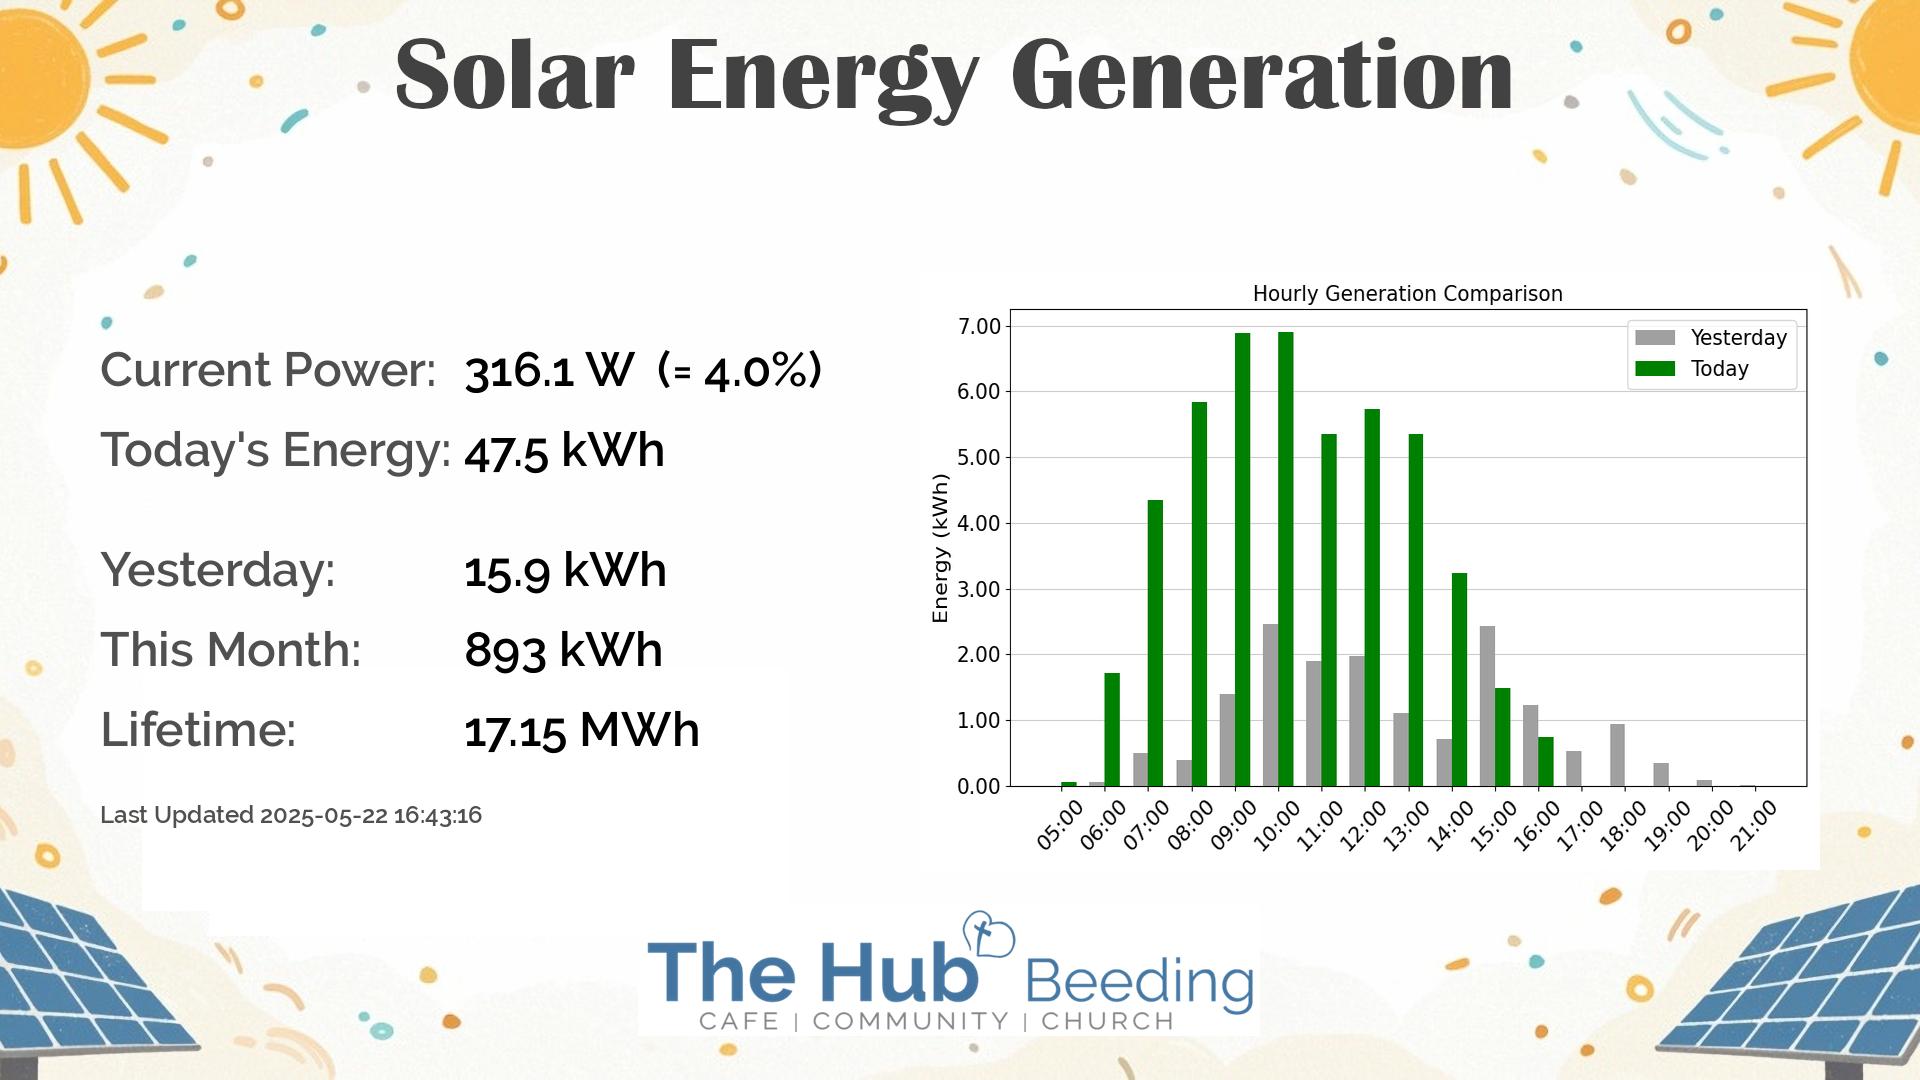 Solar Energy Generation
Current Power: 316.1 W (= 4.0%)
Today's Energy: 47.5 kWh
Yesterday: 15.9 kWh
This Month: 893 kWh
Lifetime: 17.15 MWh
Last Updated 2025-05-22 16:43:16
Hourly Generation Comparison
Yesterday
Today
Energy (kWh)
7.00
6.00
5.00
4.00
3.00
2.00
1.00
0.00
05:00 06:00 07:00 08:00 09:00 10:00 11:00 12:00 13:00 14:00 15:00 16:00 17:00 18:00 19:00 20:00 21:00
The Hub Beeding
CAFE | COMMUNITY | CHURCH